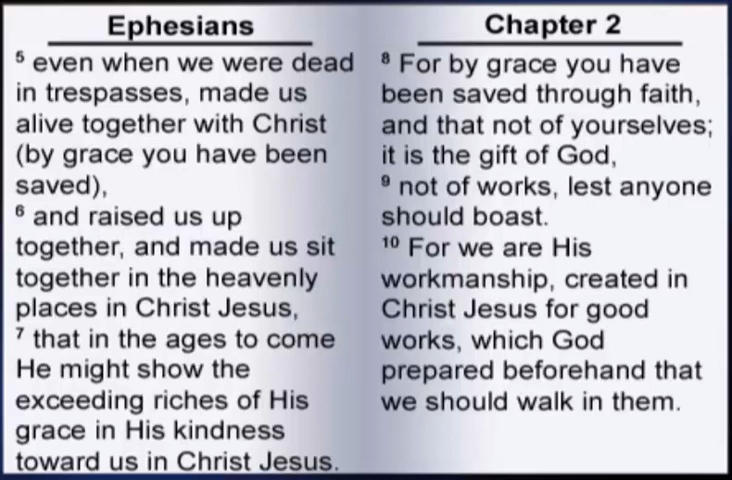 Ephesians
⁵ even when we were dead
in trespasses, made us
alive together with Christ
(by grace you have been
saved),
⁶ and raised us up
together, and made us sit
together in the heavenly
places in Christ Jesus,
⁷ that in the ages to come
He might show the
exceeding riches of His
grace in His kindness
toward us in Christ Jesus.
Chapter 2
⁸ For by grace you have
been saved through faith,
and that not of yourselves;
it is the gift of God,
⁹ not of works, lest anyone
should boast.
¹⁰ For we are His
workmanship, created in
Christ Jesus for good
works, which God
prepared beforehand that
we should walk in them.